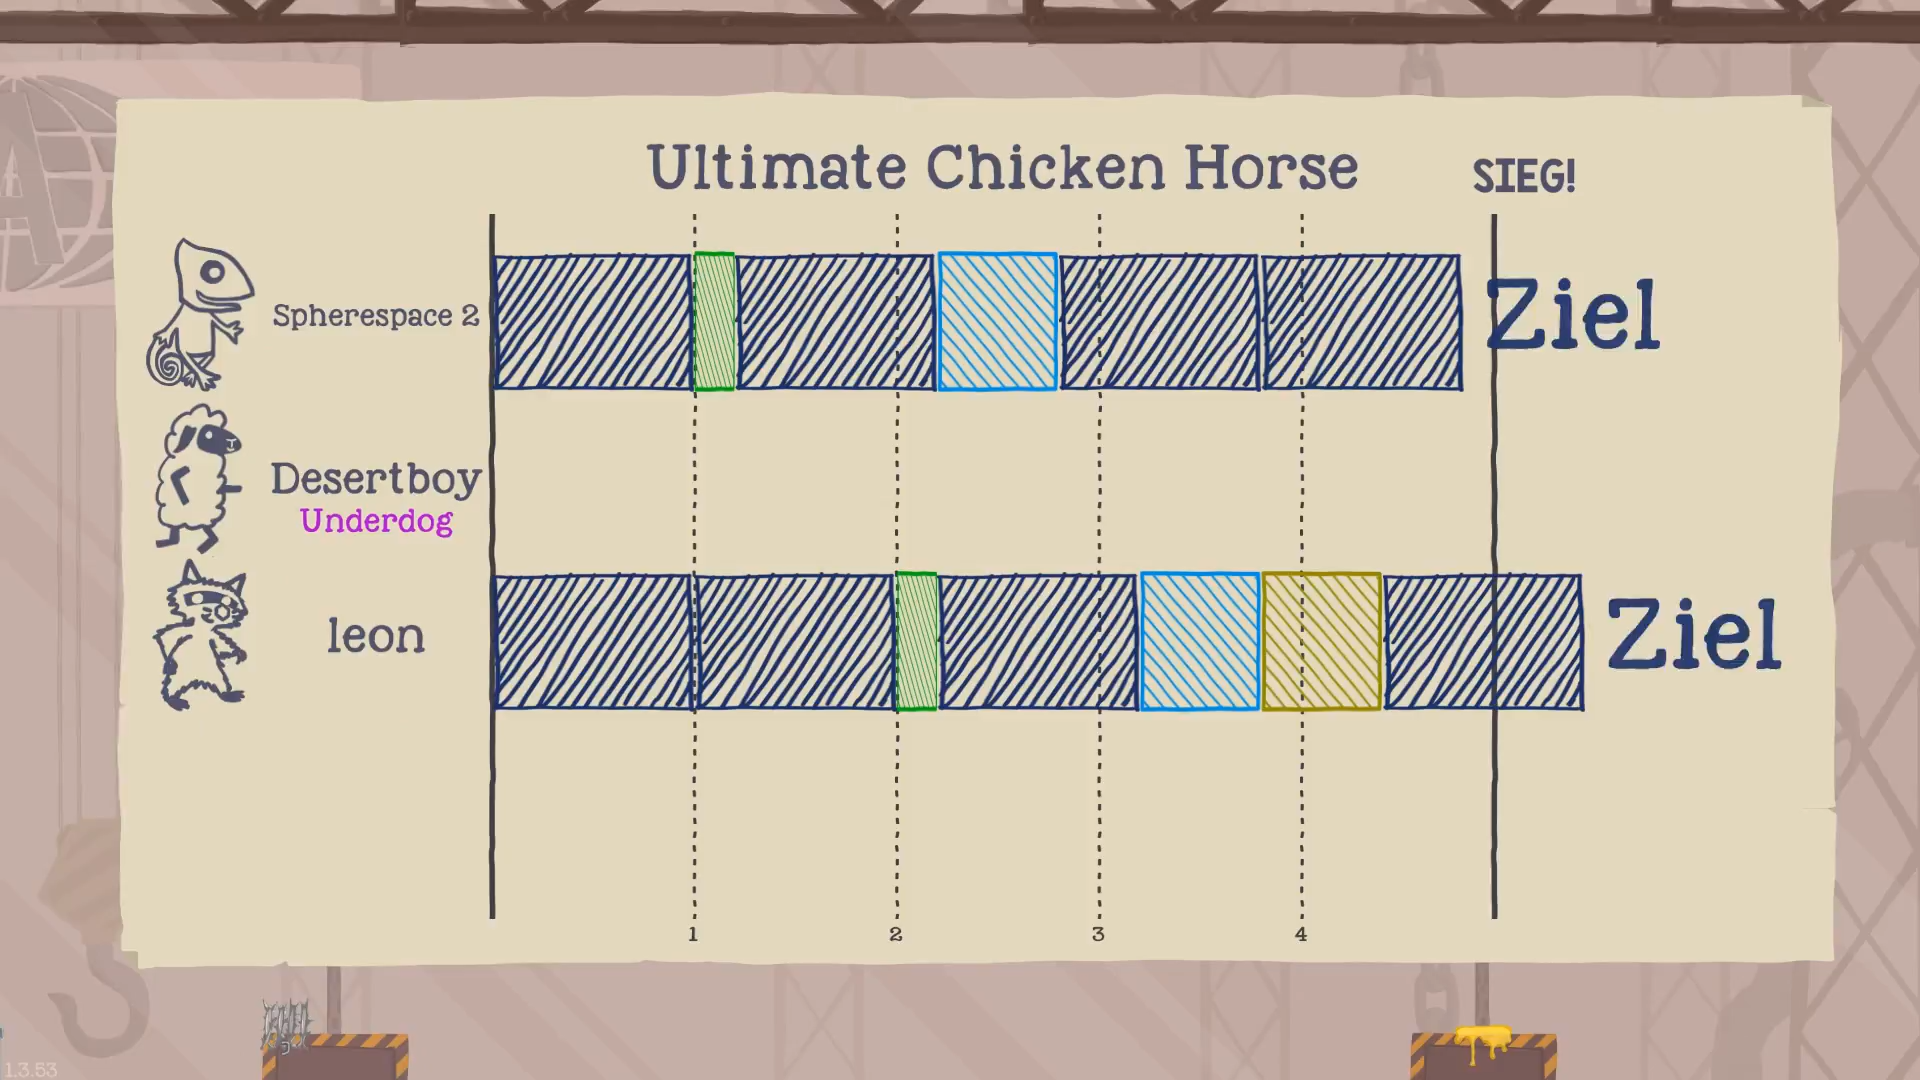 Ultimate Chicken Horse
SIEG!
Spherespace 2
Ziel
Desertboy
Underdog
leon
Ziel
1 2 3 4
1.3.53